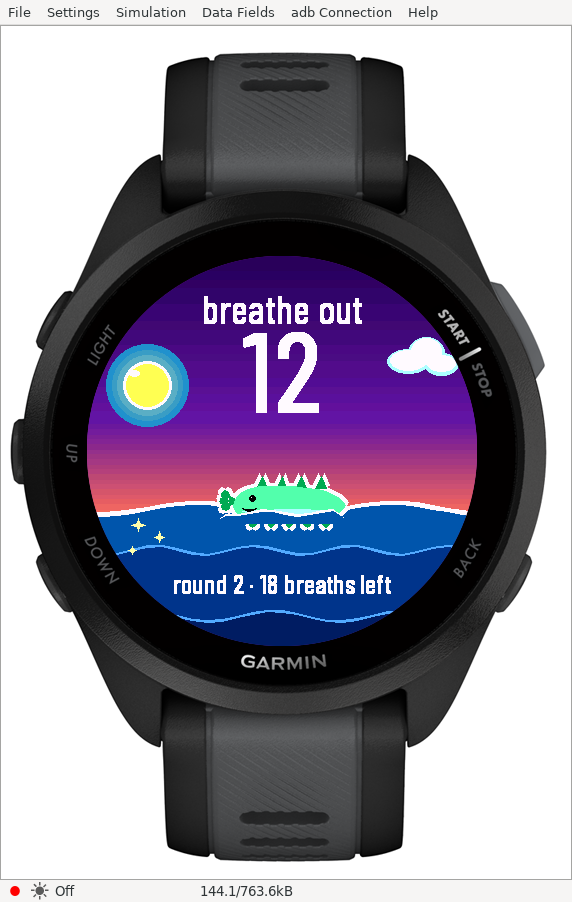 File Settings Simulation Data Fields adb Connection Help
breathe out
12
START
STOP
LIGHT
UP
DOWN
BACK
round 2 · 18 breaths left
GARMIN
Off 144.1/763.6kB